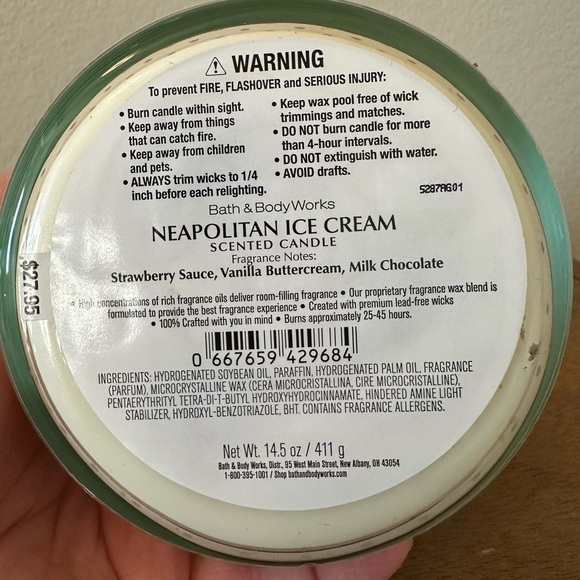 WARNING
To prevent FIRE, FLASHOVER and SERIOUS INJURY:
• Burn candle within sight.
• Keep away from things
that can catch fire.
• Keep away from children
and pets.
• ALWAYS trim wicks to 1/4
inch before each relighting.
• Keep wax pool free of wick
trimmings and matches.
• DO NOT burn candle for more
than 4-hour intervals.
• DO NOT extinguish with water.
• AVOID drafts.
5287AG01
Bath & Body Works
NEAPOLITAN ICE CREAM
SCENTED CANDLE
Fragrance Notes:
Strawberry Sauce, Vanilla Buttercream, Milk Chocolate
$27.95
• High concentrations of rich fragrance oils deliver room-filling fragrance • Our proprietary fragrance wax blend is
formulated to provide the best fragrance experience • Created with premium lead-free wicks
• 100% Crafted with you in mind • Burns approximately 25-45 hours.
0 667659 429684
INGREDIENTS: HYDROGENATED SOYBEAN OIL, PARAFFIN, HYDROGENATED PALM OIL, FRAGRANCE
(PARFUM), MICROCRYSTALLINE WAX (CERA MICROCRISTALLINA, CIRE MICROCRISTALLINE),
PENTAERYTHRITYL TETRA-DI-T-BUTYL HYDROXYHYDROCINNAMATE, HINDERED AMINE LIGHT
STABILIZER, HYDROXYL-BENZOTRIAZOLE, BHT. CONTAINS FRAGRANCE ALLERGENS.
Net Wt. 14.5 oz / 411 g
Bath & Body Works, Distr., 95 West Main Street, New Albany, OH 43054
1-800-395-1001 / Shop bathandbodyworks.com